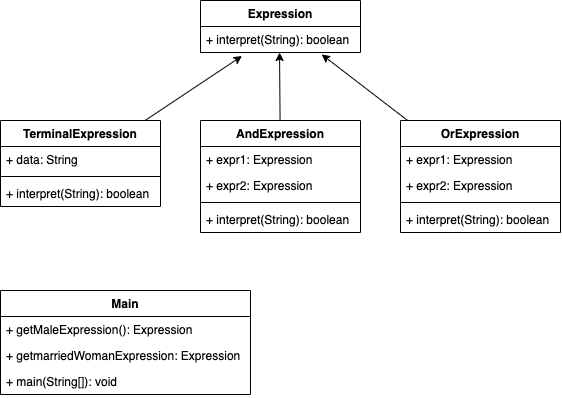 Expression
+ interpret(String): boolean
TerminalExpression
+ data: String
+ interpret(String): boolean
AndExpression
+ expr1: Expression
+ expr2: Expression
+ interpret(String): boolean
OrExpression
+ expr1: Expression
+ expr2: Expression
+ interpret(String): boolean
Main
+ getMaleExpression(): Expression
+ getmarriedWomanExpression: Expression
+ main(String[]): void